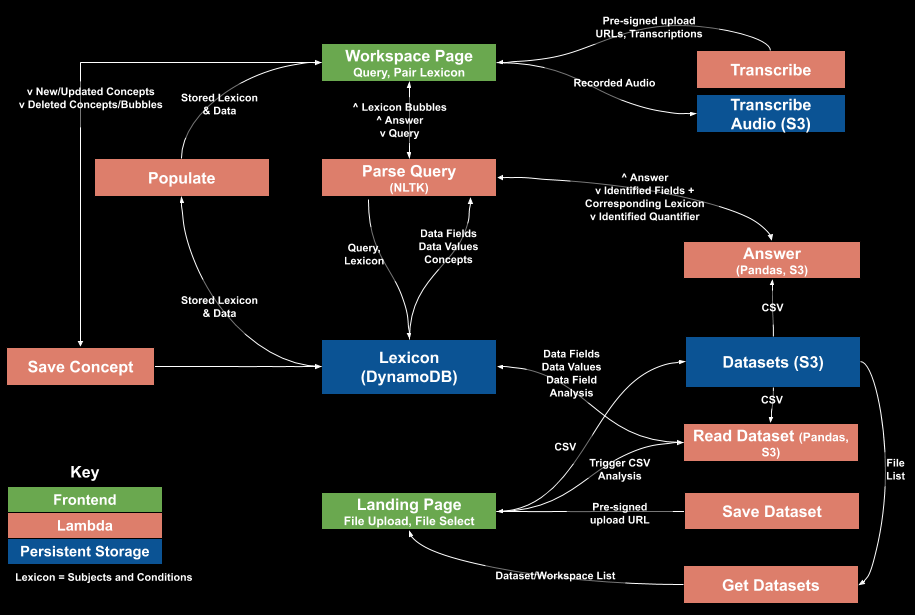 Pre-signed upload
URLs, Transcriptions
Workspace Page
Query, Pair Lexicon
Transcribe
Recorded Audio
Transcribe
Audio (S3)
v New/Updated Concepts
v Deleted Concepts/Bubbles
Stored Lexicon
& Data
^ Lexicon Bubbles
^ Answer
v Query
Populate
Parse Query
(NLTK)
^ Answer
v Identified Fields +
Corresponding Lexicon
v Identified Quantifier
Query,
Lexicon
Data Fields
Data Values
Concepts
Answer
(Pandas, S3)
CSV
Stored Lexicon
& Data
Save Concept
Lexicon
(DynamoDB)
Data Fields
Data Values
Data Field
Analysis
Datasets (S3)
CSV
Read Dataset (Pandas,
S3)
CSV
Trigger CSV
Analysis
File
List
Key
Frontend
Lambda
Persistent Storage
Lexicon = Subjects and Conditions
Landing Page
File Upload, File Select
Pre-signed
upload URL
Save Dataset
Dataset/Workspace List
Get Datasets